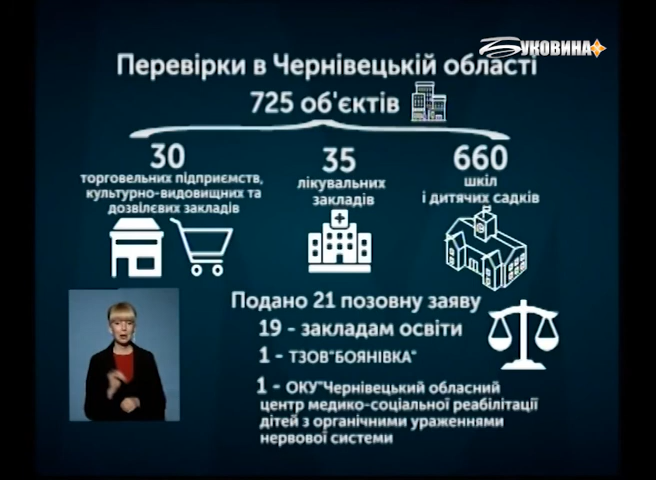 БУКОВИНА
Перевірки в Чернівецькій області
725 об'єктів
30
торговельних підприємств,
культурно-видовищних та
дозвілєвих закладів
35
лікувальних
закладів
660
шкіл
і дитячих садків
Подано 21 позовну заяву
19 - закладам освіти
1 - ТЗОВ"БОЯНІВКА"
1 - ОКУ"Чернівецький обласний
центр медико-соціальної реабілітації
дітей з органічними ураженнями
нервової системи